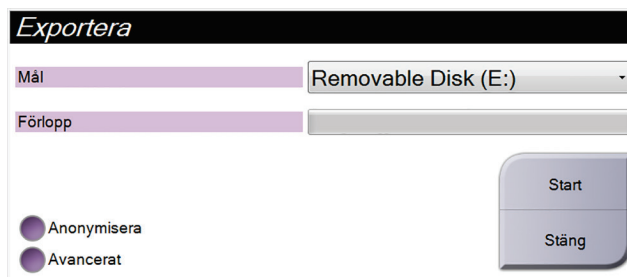 Exportera
Mål
Removable Disk (E:)
Förlopp
Start
Stäng
Anonymisera
Avancerat